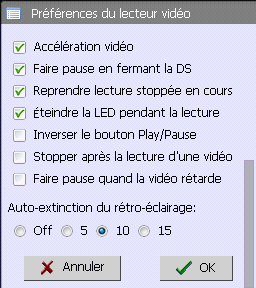 Préférences du lecteur vidéo
Accélération vidéo
Faire pause en fermant la DS
Reprendre lecture stoppée en cours
éteindre la LED pendant la lecture
Inverser le bouton Play/Pause
Stopper après la lecture d'une vidéo
Faire pause quand la vidéo rétarde
Auto-extinction du rétro-éclairage:
Off 5 10 15
Annuler OK